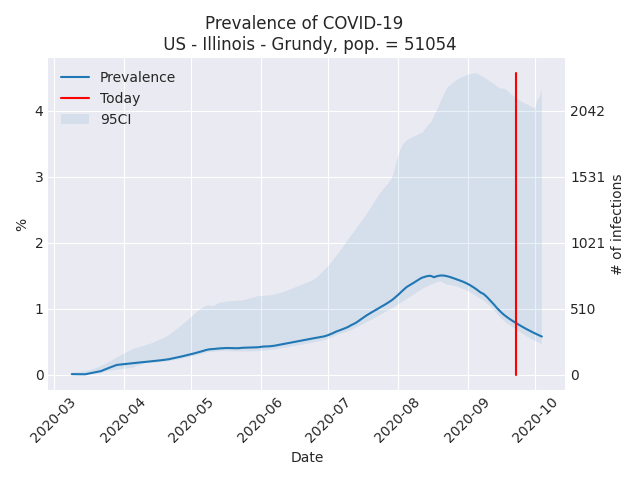 Prevalence of COVID-19
US - Illinois - Grundy, pop. = 51054
Prevalence
Today
95CI
%
4
3
2
1
0
2042
1531
1021
510
0
# of infections
2020-03
2020-04
2020-05
2020-06
2020-07
2020-08
2020-09
2020-10
Date